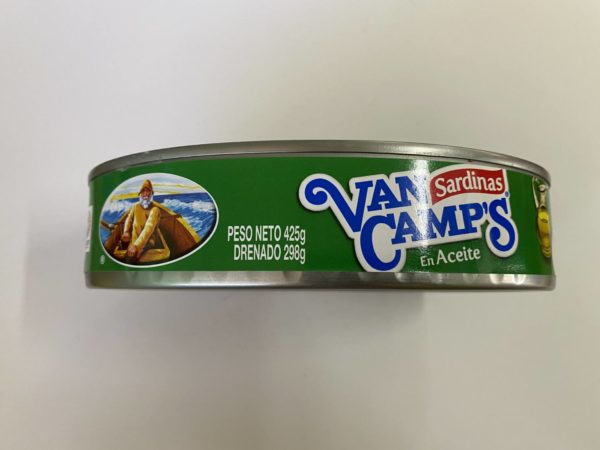 PESO NETO 425g
DRENADO 298g
VAN Sardinas
CAMP'S®
En Aceite
®